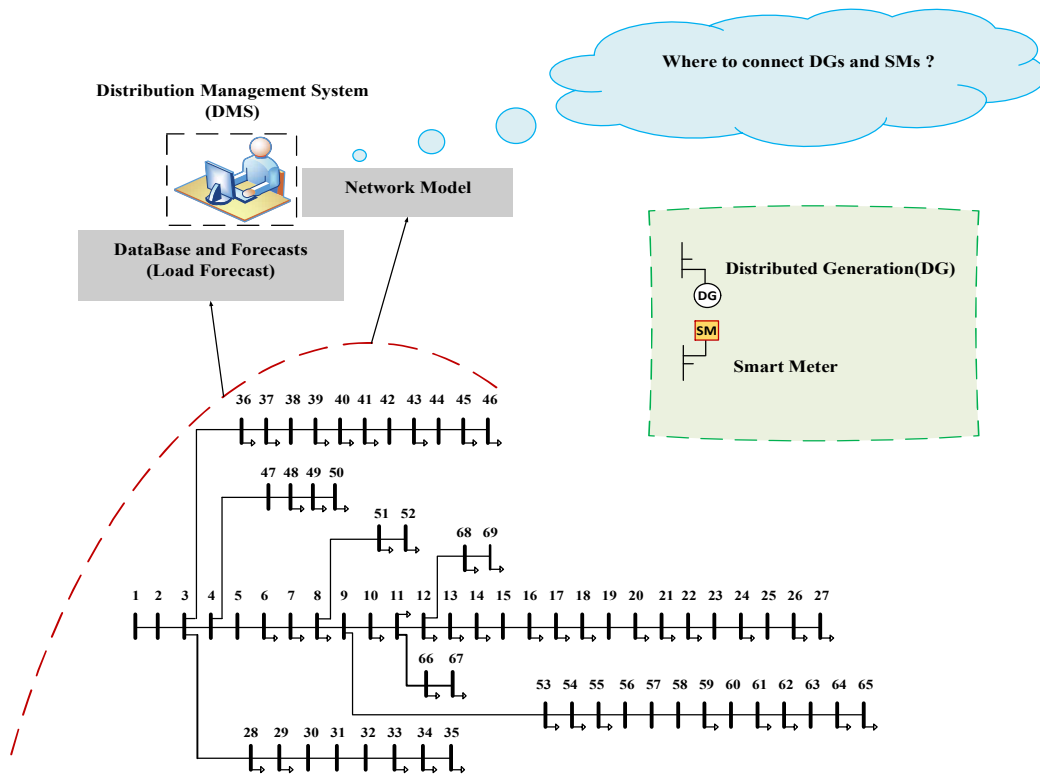 Where to connect DGs and SMs ?
Distribution Management System
(DMS)
Network Model
DataBase and Forecasts
(Load Forecast)
Distributed Generation(DG)
DG
SM
Smart Meter
36 37 38 39 40 41 42 43 44 45 46
47 48 49 50
51 52
68 69
1 2 3 4 5 6 7 8 9 10 11 12 13 14 15 16 17 18 19 20 21 22 23 24 25 26 27
66 67
53 54 55 56 57 58 59 60 61 62 63 64 65
28 29 30 31 32 33 34 35